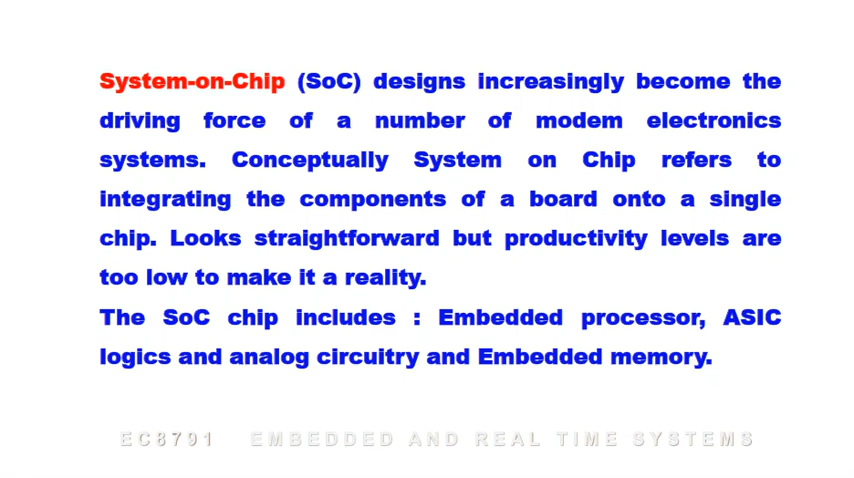 System-on-Chip (SoC) designs increasingly become the
driving force of a number of modem electronics
systems. Conceptually System on Chip refers to
integrating the components of a board onto a single
chip. Looks straightforward but productivity levels are
too low to make it a reality.
The SoC chip includes : Embedded processor, ASIC
logics and analog circuitry and Embedded memory.
EC8791 EMBEDDED AND REAL TIME SYSTEMS